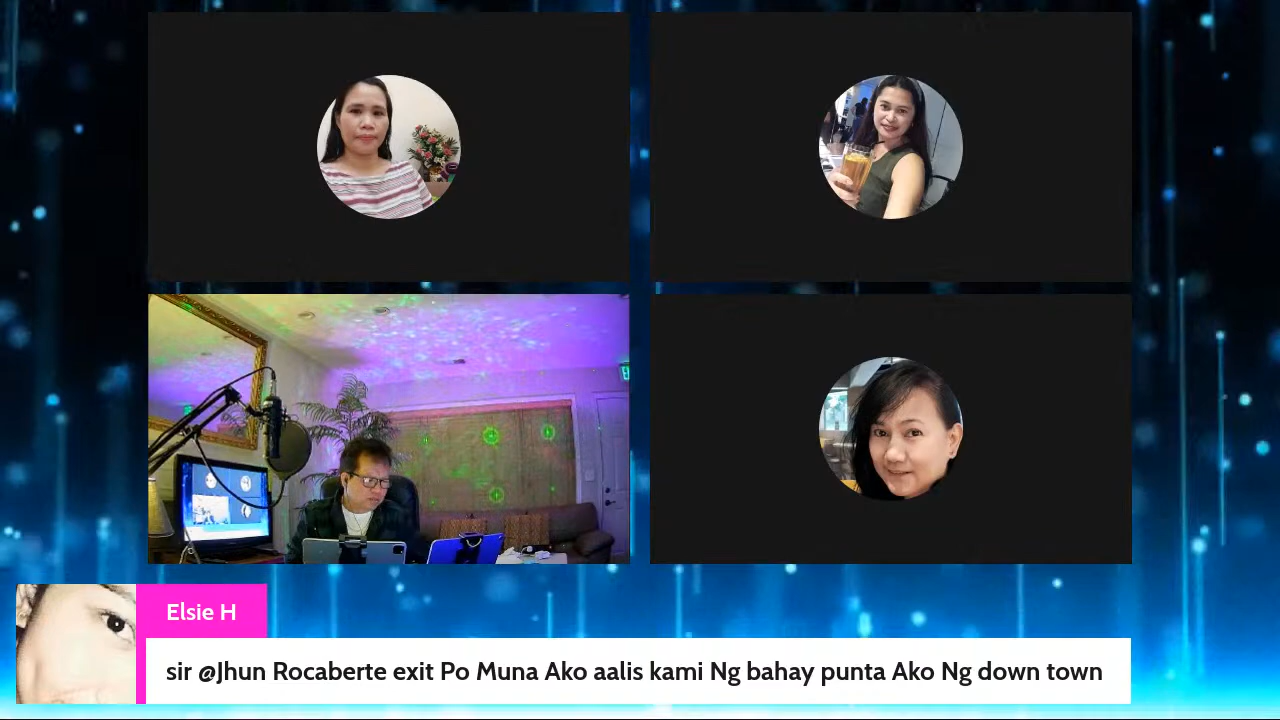 Elsie H
sir @Jhun Rocaberte exit Po Muna Ako aalis kami Ng bahay punta Ako Ng down town